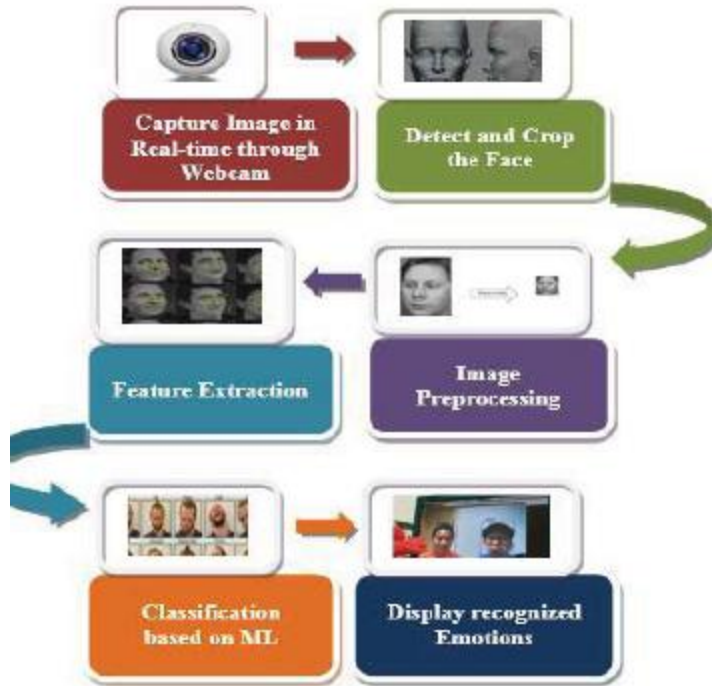 Capture Image in
Real-time through
Webcam
Detect and Crop
the Face
Image
Preprocessing
Feature Extraction
Classification
based on ML
Display recognized
Emotions